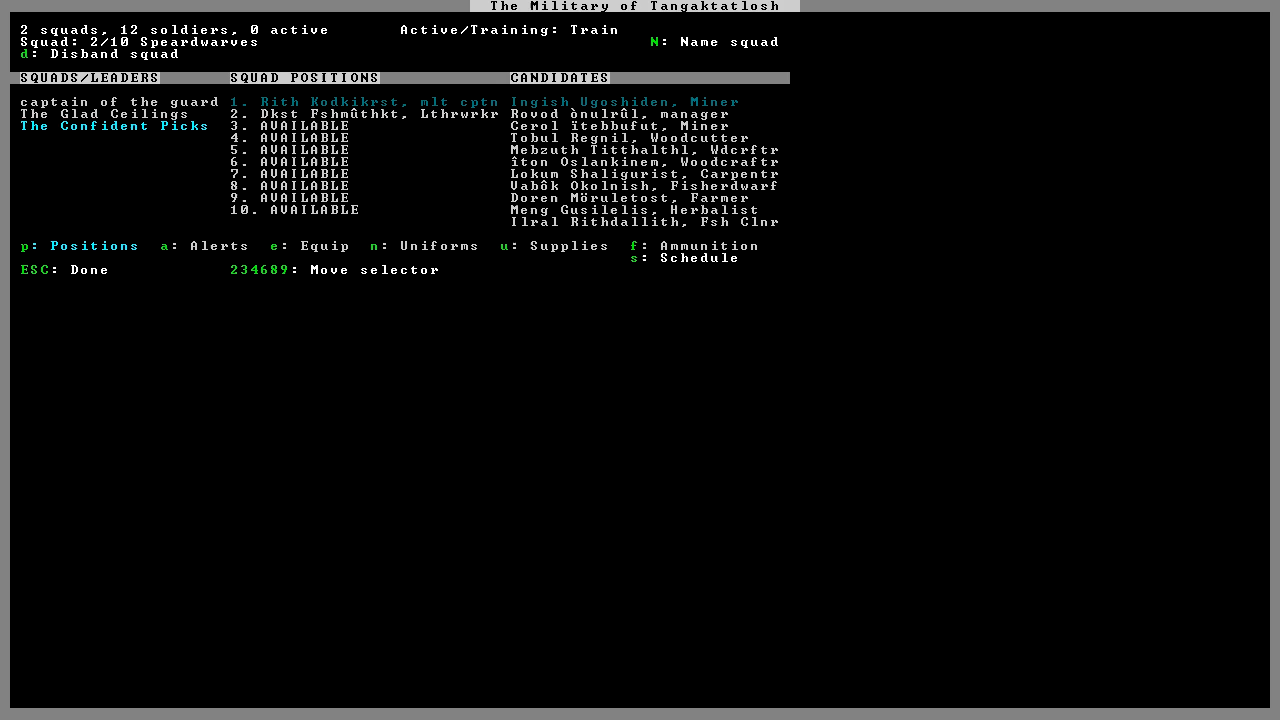 The Military of Tangaktatlosh
2 squads, 12 soldiers, 0 active Active/Training: Train
Squad: 2/10 Speardwarves N: Name squad
d: Disband squad
SQUADS/LEADERS SQUAD POSITIONS CANDIDATES
captain of the guard 1. Rith Kodkikrst, mlt cptn Ingish Ugoshiden, Miner
The Glad Ceilings 2. Dkst Fshmûthkt, Lthrwrkr Rovod ònulrûl, manager
The Confident Picks 3. AVAILABLE Cerol ïtebbufut, Miner
4. AVAILABLE Tobul Regnil, Woodcutter
5. AVAILABLE Mebzuth Titthalthl, Wdcrftr
6. AVAILABLE îton Oslankinem, Woodcraftr
7. AVAILABLE Lokum Shaligurist, Carpentr
8. AVAILABLE Vabôk Okolnish, Fisherdwarf
9. AVAILABLE Doren Möruletost, Farmer
10. AVAILABLE Meng Gusilelis, Herbalist
Ilral Rithdallith, Fsh Clnr
p: Positions a: Alerts e: Equip n: Uniforms u: Supplies f: Ammunition
s: Schedule
ESC: Done 234689: Move selector